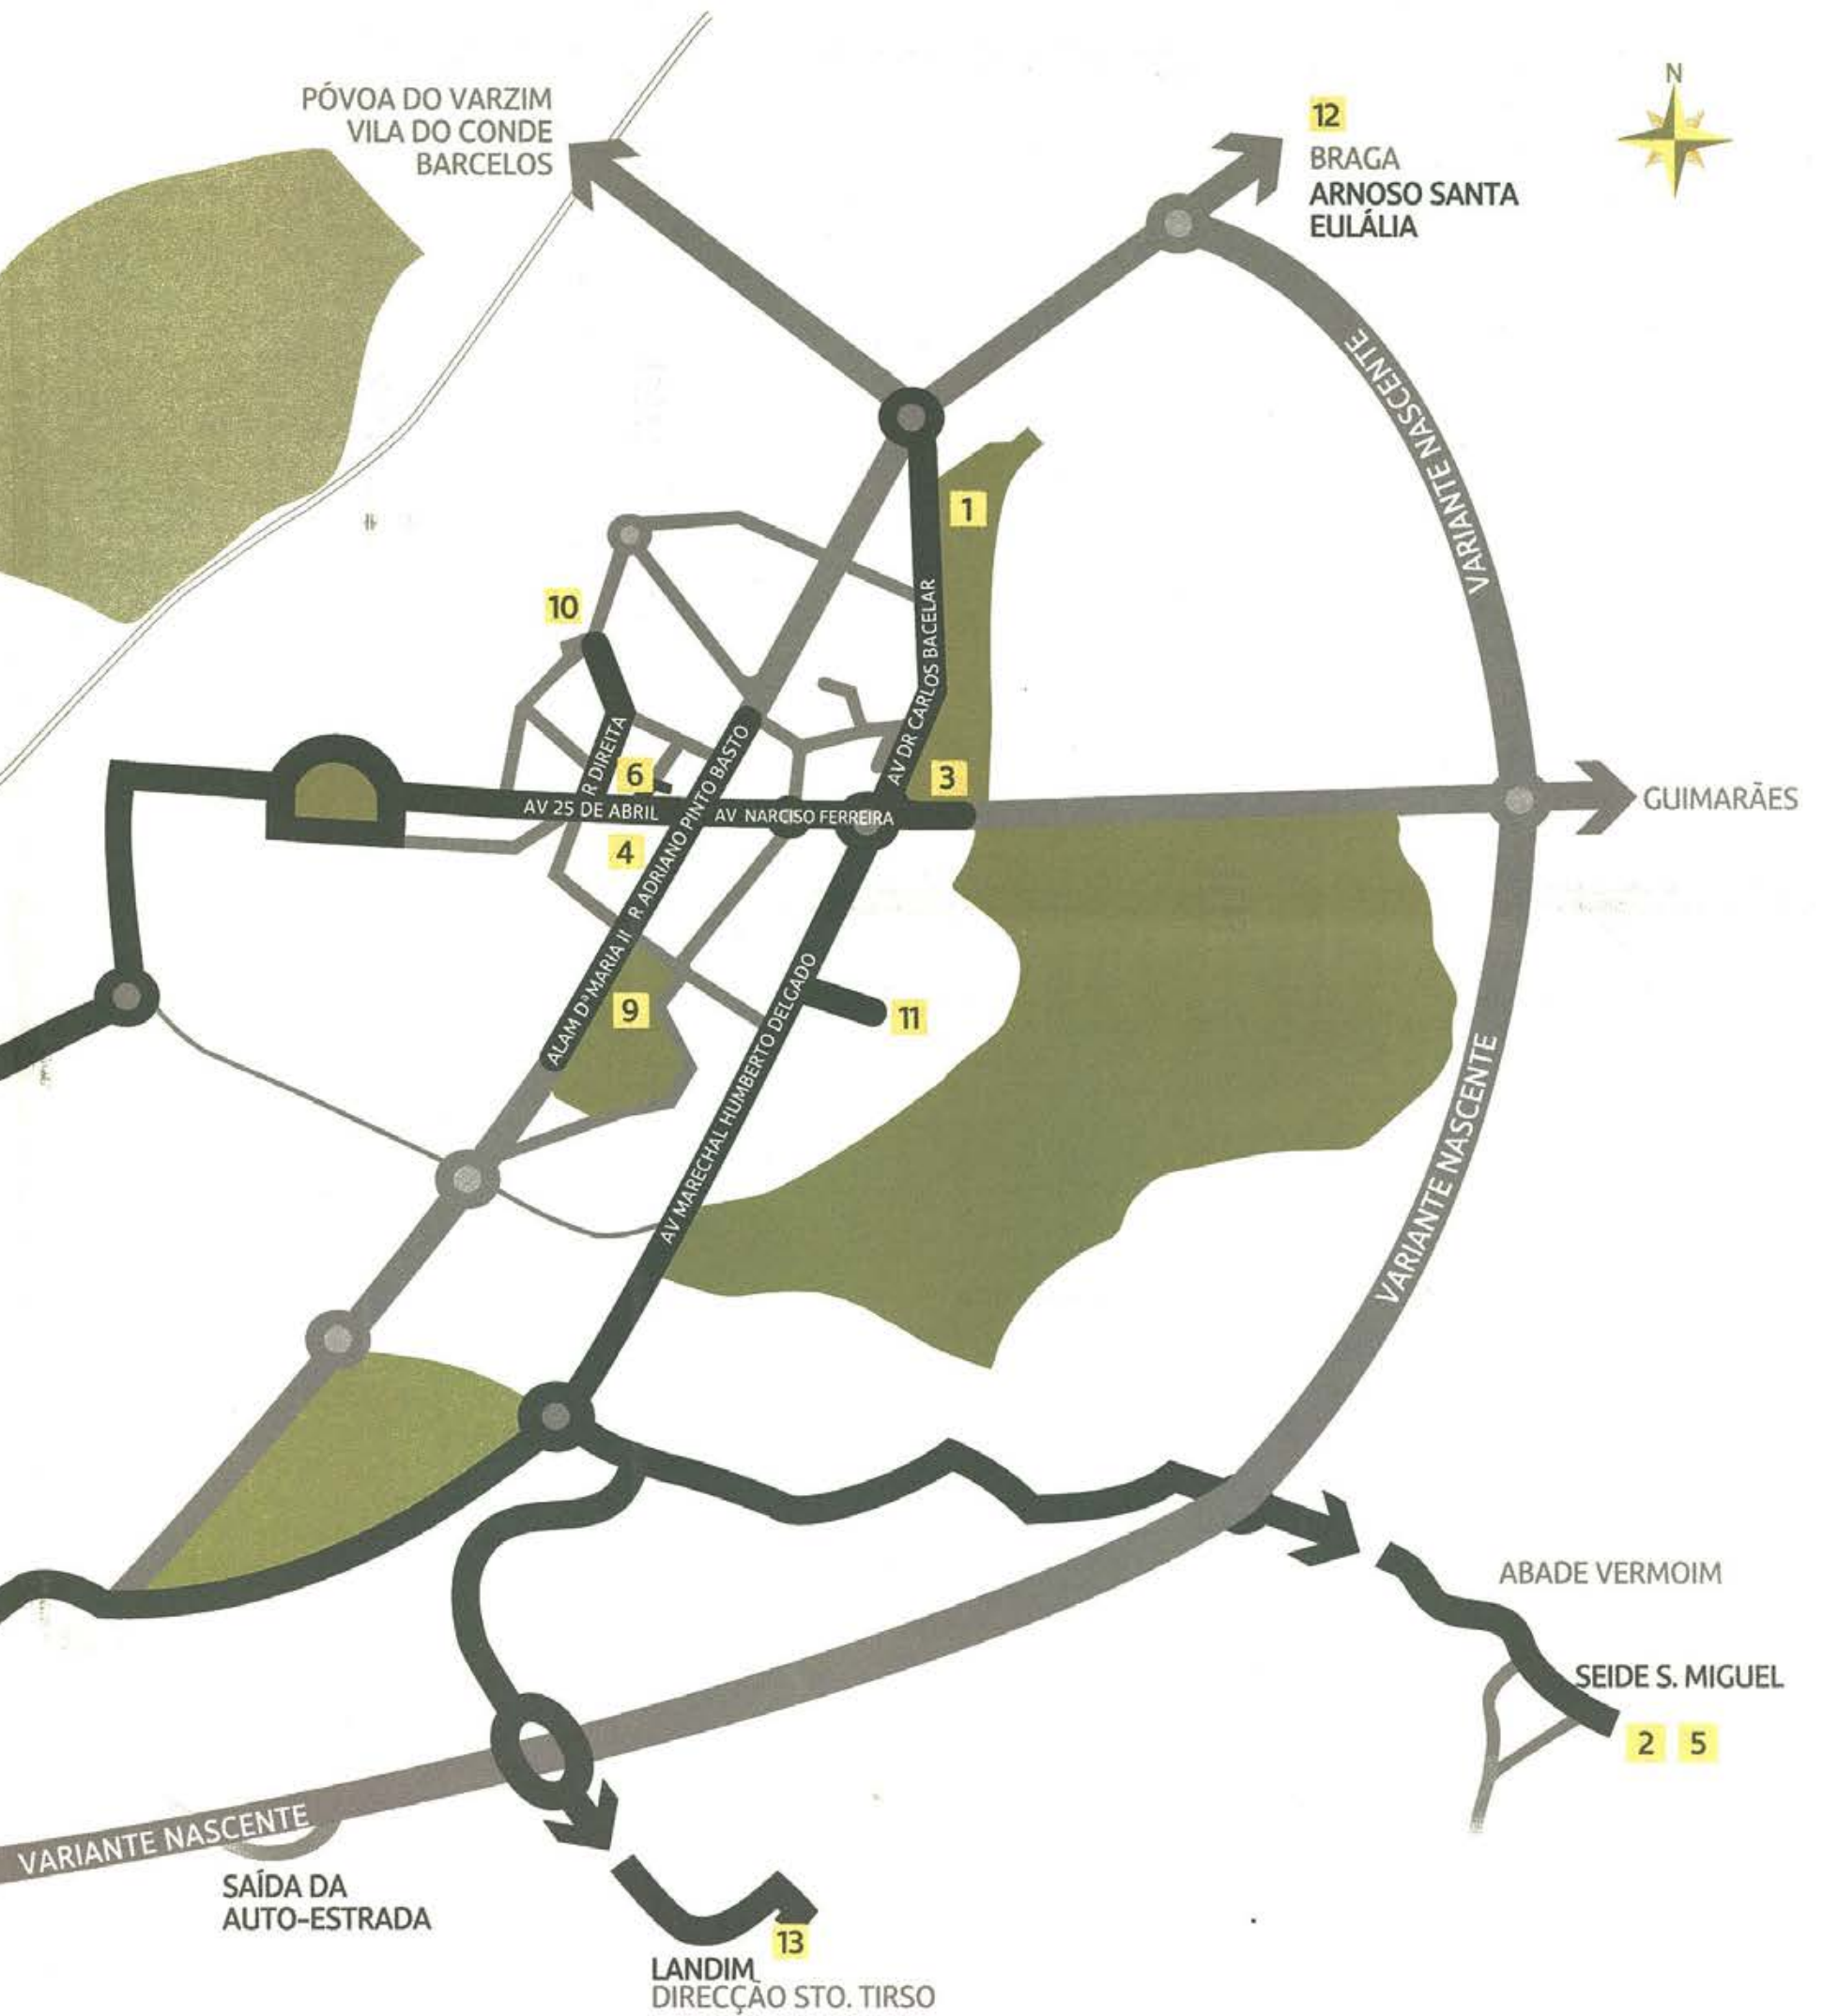 N
PÓVOA DO VARZIM
VILA DO CONDE
BARCELOS
12
BRAGA
ARNOSO SANTA
EULÁLIA
VARIANTE NASCENTE
1
10
AV DR CARLOS BACELAR
R DIREITA
6
3
AV 25 DE ABRIL
AV NARCISO FERREIRA
GUIMARÃES
4
R ADRIANO PINTO BASTO
ALAM DªMARIA II
9
11
AV MARECHAL HUMBERTO DELGADO
VARIANTE NASCENTE
ABADE VERMOIM
SEIDE S. MIGUEL
2 5
VARIANTE NASCENTE
SAÍDA DA
AUTO-ESTRADA
13
LANDIM
DIRECÇÃO STO. TIRSO